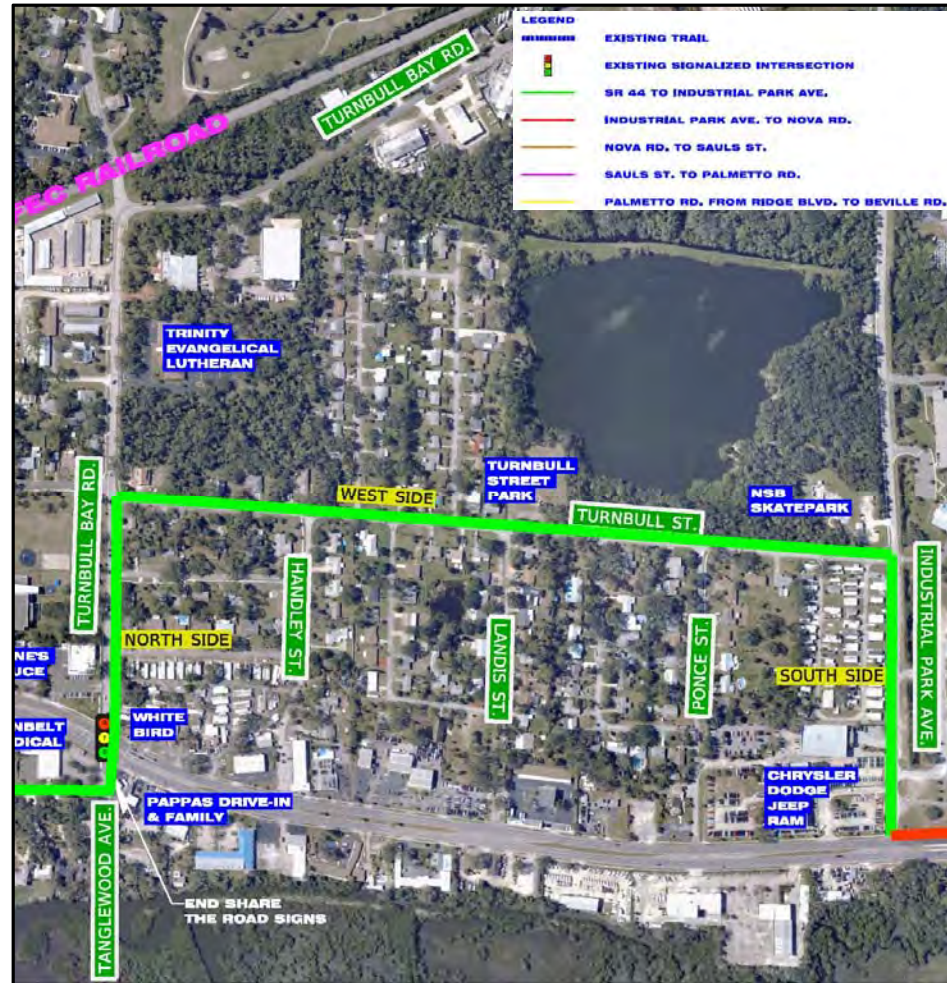 LEGEND
EXISTING TRAIL
EXISTING SIGNALIZED INTERSECTION
SR 44 TO INDUSTRIAL PARK AVE.
INDUSTRIAL PARK AVE. TO NOVA RD.
NOVA RD. TO SAULS ST.
SAULS ST. TO PALMETTO RD.
PALMETTO RD. FROM RIDGE BLVD. TO BEVILLE RD.
TURNBULL BAY RD.
FEC RAILROAD
TRINITY
EVANGELICAL
LUTHERAN
TURNBULL BAY RD.
WEST SIDE
TURNBULL
STREET
PARK
TURNBULL ST.
NSB
SKATEPARK
INDUSTRIAL PARK AVE.
HANDLEY ST.
LANDIS ST.
PONCE ST.
NORTH SIDE
SOUTH SIDE
NE'S
UCE
NBELT
DICAL
WHITE
BIRD
PAPPAS DRIVE-IN
& FAMILY
CHRYSLER
DODGE
JEEP
RAM
TANGLEWOOD AVE.
END SHARE
THE ROAD SIGNS